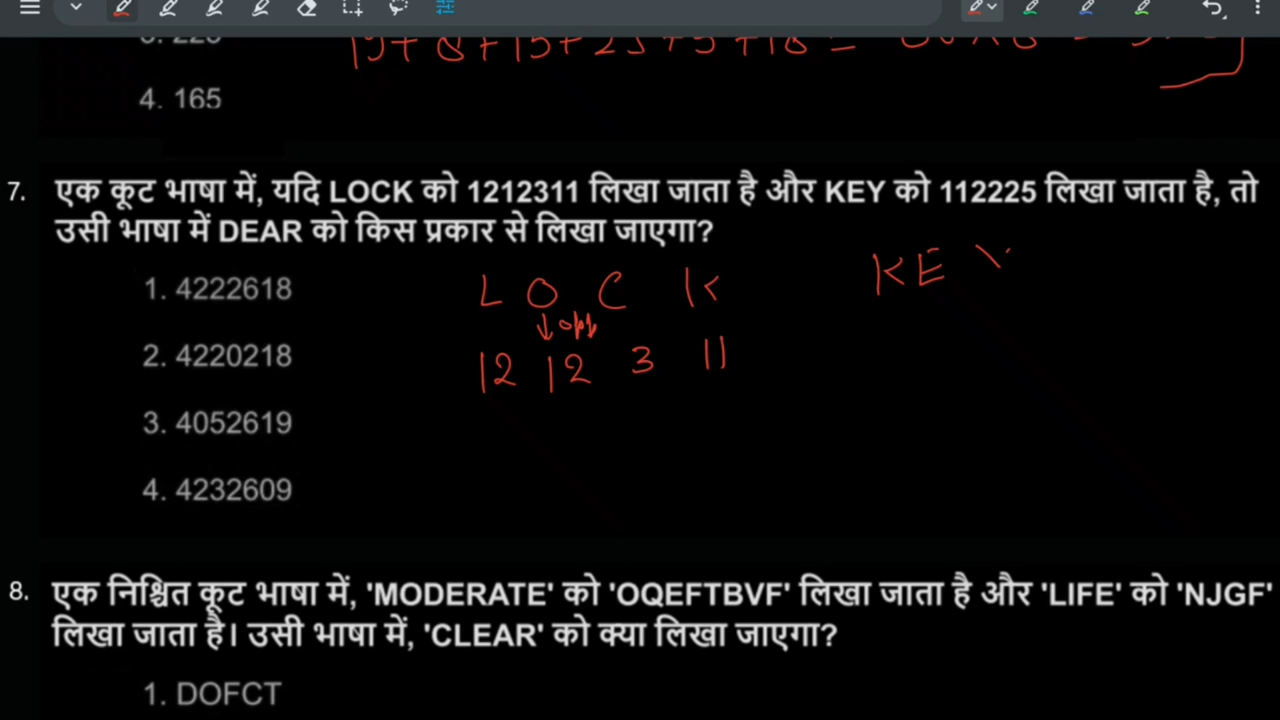 4. 165
7. एक कूट भाषा में, यदि LOCK को 1212311 लिखा जाता है और KEY को 112225 लिखा जाता है, तो
उसी भाषा में DEAR को किस प्रकार से लिखा जाएगा?
1. 4222618
2. 4220218
3. 4052619
4. 4232609
L O C K
KE
↓ opp
12 12 3 11
8. एक निश्चित कूट भाषा में, 'MODERATE' को 'OQEFTBVF' लिखा जाता है और 'LIFE' को 'NJGF'
लिखा जाता है। उसी भाषा में, 'CLEAR' को क्या लिखा जाएगा?
1. DOFCT